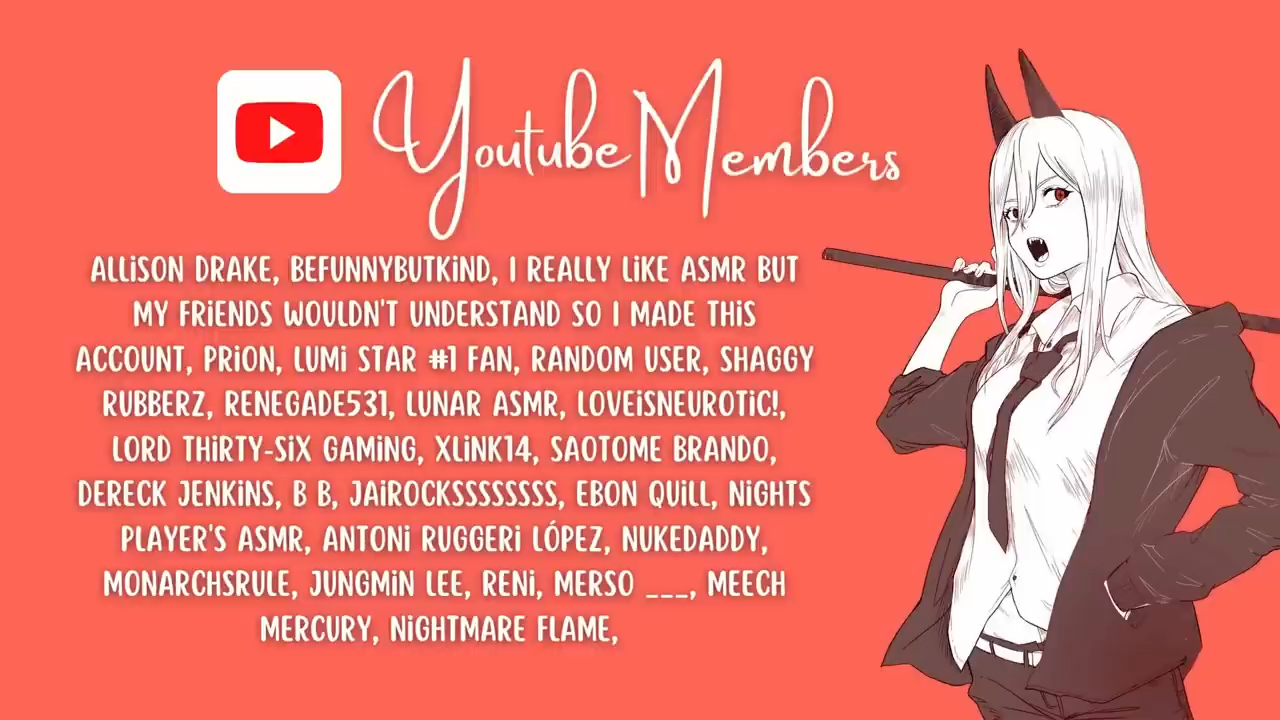 Youtube Members
ALLiSON DRAKE, BEFUNNYBUTKiND, I REALLY LiKE ASMR BUT
MY FRiENDS WOULDN'T UNDERSTAND SO I MADE THiS
ACCOUNT, PRiON, LUMi STAR #1 FAN, RANDOM USER, SHAGGY
RUBBERZ, RENEGADE531, LUNAR ASMR, LOVEiSNEUROTiC!,
LORD THiRTY-SiX GAMiNG, XLiNK14, SAOTOME BRANDO,
DERECK JENKiNS, B B, JAiROCKSSSSSSSS, EBON QUiLL, NiGHTS
PLAYER'S ASMR, ANTONi RUGGERi LÓPEZ, NUKEDADDY,
MONARCHSRULE, JUNGMiN LEE, RENi, MERSO ___, MEECH
MERCURY, NiGHTMARE FLAME,